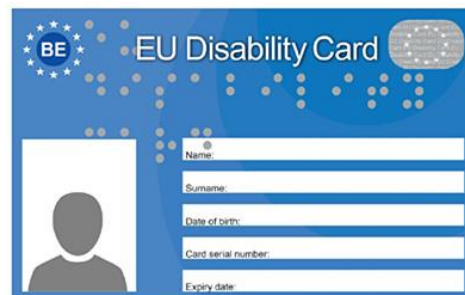 BE
EU Disability Card
Name:
Surname:
Date of birth:
Card serial number:
Expiry date: